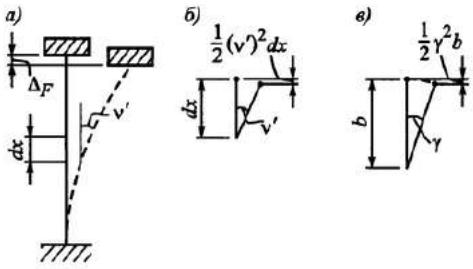 а)
Δ_F
ν'
dx
б)
1/2 (ν')² dx
dx
ν'
в)
1/2 γ² b
b
γ